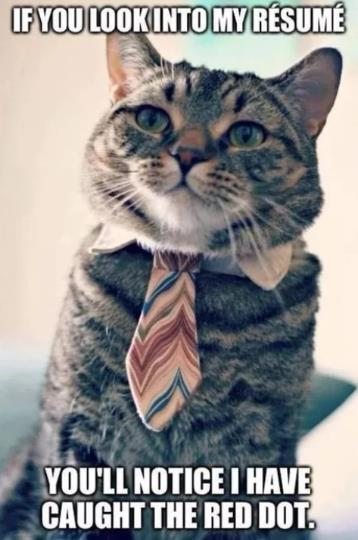 IF YOU LOOK INTO MY RÉSUMÉ
YOU'LL NOTICE I HAVE
CAUGHT THE RED DOT.